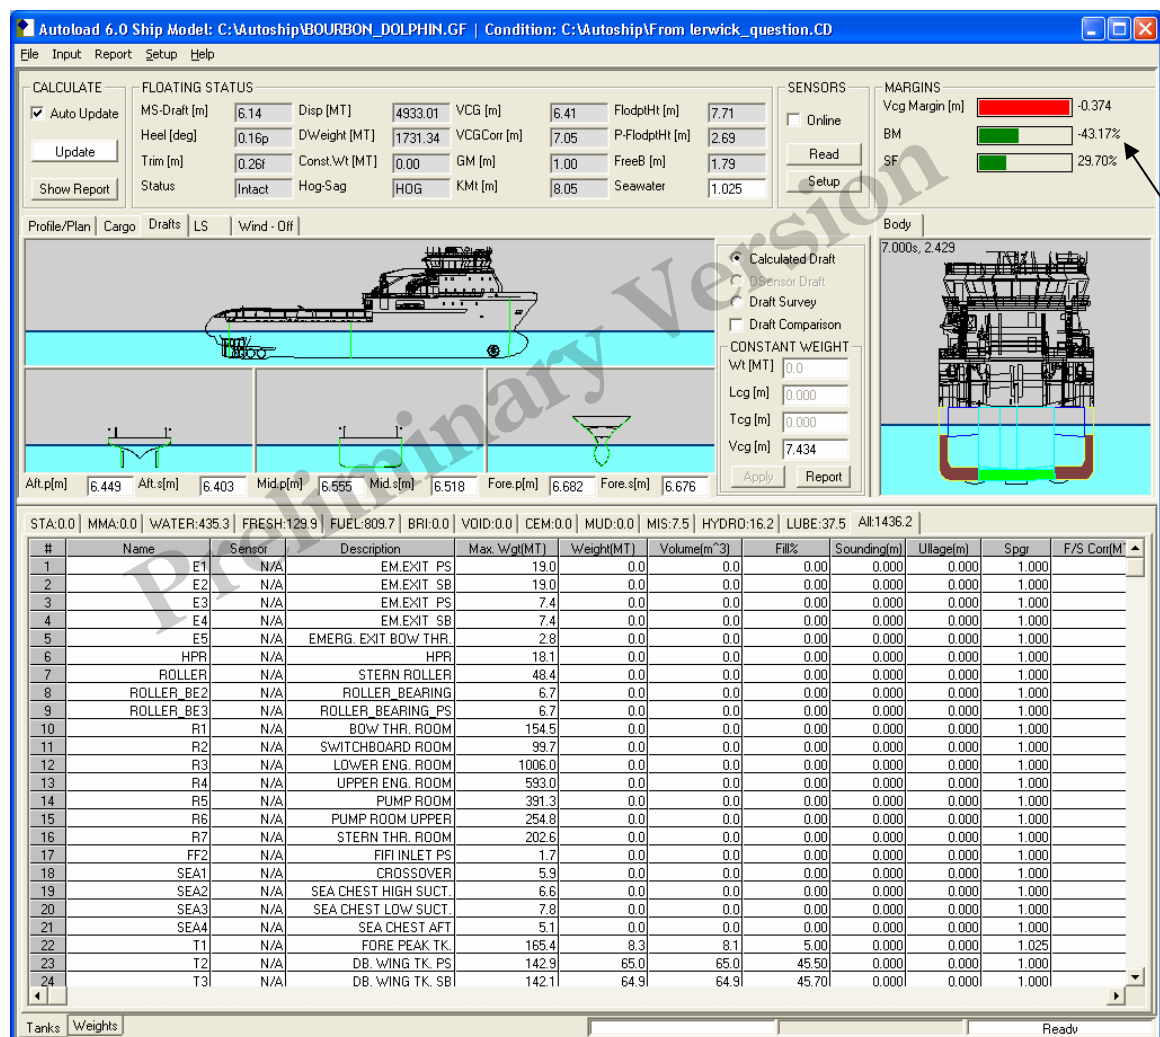 Autoload 6.0 Ship Model: C:\Autoship\BOURBON_DOLPHIN.GF | Condition: C:\Autoship\From lerwick_question.CD
File Input Report Setup Help
CALCULATE FLOATING STATUS SENSORS MARGINS
Auto Update MS-Draft [m] 6.14 Disp [MT] 4933.01 VCG [m] 6.41 FlodptHt [m] 7.71 Online Vcg Margin [m] -0.374
Update Heel [deg] 0.16p DWeight [MT] 1731.34 VCGCorr [m] 7.05 P-FlodptHt [m] 2.69 Read BM -43.17%
Trim [m] 0.26f Const.Wt [MT] 0.00 GM [m] 1.00 FreeB [m] 1.79 SF 29.70%
Show Report Status Intact Hog-Sag HOG KMt [m] 8.05 Seawater 1.025 Setup
Profile/Plan Cargo Drafts LS Wind - Off Body
7.000s, 2.429
Calculated Draft
DSensor Draft
Draft Survey
Draft Comparison
CONSTANT WEIGHT
Wt [MT] 0.0
Lcg [m] 0.000
Tcg [m] 0.000
Vcg [m] 7.434
Apply Report
Aft.p[m] 6.449 Aft.s[m] 6.403 Mid.p[m] 6.555 Mid.s[m] 6.518 Fore.p[m] 6.682 Fore.s[m] 6.676
Preliminary Version
STA:0.0 MMA:0.0 WATER:435.3 FRESH:129.9 FUEL:809.7 BRI:0.0 VOID:0.0 CEM:0.0 MUD:0.0 MIS:7.5 HYDRO:16.2 LUBE:37.5 All:1436.2
# Name Sensor Description Max. Wgt(MT) Weight(MT) Volume(m^3) Fill% Sounding(m) Ullage(m) Spgr F/S Corr(M
1 E1 N/A EM.EXIT PS 19.0 0.0 0.0 0.00 0.000 0.000 1.000
2 E2 N/A EM.EXIT SB 19.0 0.0 0.0 0.00 0.000 0.000 1.000
3 E3 N/A EM.EXIT PS 7.4 0.0 0.0 0.00 0.000 0.000 1.000
4 E4 N/A EM.EXIT SB 7.4 0.0 0.0 0.00 0.000 0.000 1.000
5 E5 N/A EMERG. EXIT BOW THR. 2.8 0.0 0.0 0.00 0.000 0.000 1.000
6 HPR N/A HPR 18.1 0.0 0.0 0.00 0.000 0.000 1.000
7 ROLLER N/A STERN ROLLER 48.4 0.0 0.0 0.00 0.000 0.000 1.000
8 ROLLER_BE2 N/A ROLLER_BEARING 6.7 0.0 0.0 0.00 0.000 0.000 1.000
9 ROLLER_BE3 N/A ROLLER_BEARING_PS 6.7 0.0 0.0 0.00 0.000 0.000 1.000
10 R1 N/A BOW THR. ROOM 154.5 0.0 0.0 0.00 0.000 0.000 1.000
11 R2 N/A SWITCHBOARD ROOM 99.7 0.0 0.0 0.00 0.000 0.000 1.000
12 R3 N/A LOWER ENG. ROOM 1006.0 0.0 0.0 0.00 0.000 0.000 1.000
13 R4 N/A UPPER ENG. ROOM 593.0 0.0 0.0 0.00 0.000 0.000 1.000
14 R5 N/A PUMP ROOM 391.3 0.0 0.0 0.00 0.000 0.000 1.000
15 R6 N/A PUMP ROOM UPPER 254.8 0.0 0.0 0.00 0.000 0.000 1.000
16 R7 N/A STERN THR. ROOM 202.6 0.0 0.0 0.00 0.000 0.000 1.000
17 FF2 N/A FIFI INLET PS 1.7 0.0 0.0 0.00 0.000 0.000 1.000
18 SEA1 N/A CROSSOVER 5.9 0.0 0.0 0.00 0.000 0.000 1.000
19 SEA2 N/A SEA CHEST HIGH SUCT. 6.6 0.0 0.0 0.00 0.000 0.000 1.000
20 SEA3 N/A SEA CHEST LOW SUCT. 7.8 0.0 0.0 0.00 0.000 0.000 1.000
21 SEA4 N/A SEA CHEST AFT 5.1 0.0 0.0 0.00 0.000 0.000 1.000
22 T1 N/A FORE PEAK TK. 165.4 8.3 8.1 5.00 0.000 0.000 1.025
23 T2 N/A DB. WING TK. PS 142.9 65.0 65.0 45.50 0.000 0.000 1.000
24 T3 N/A DB. WING TK. SB 142.1 64.9 64.9 45.70 0.000 0.000 1.000
Tanks Weights Ready